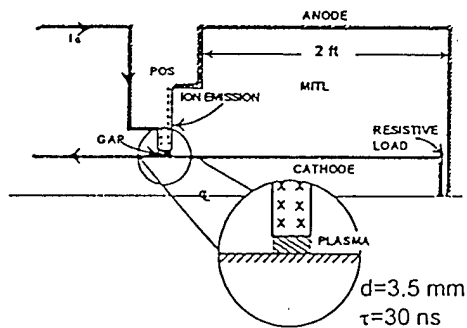 ANODE
I₀
2 ft
POS
MITL
ION EMISSION
GAP
RESISTIVE
LOAD
CATHODE
℄
X X
X X
PLASMA
d=3.5 mm
τ=30 ns